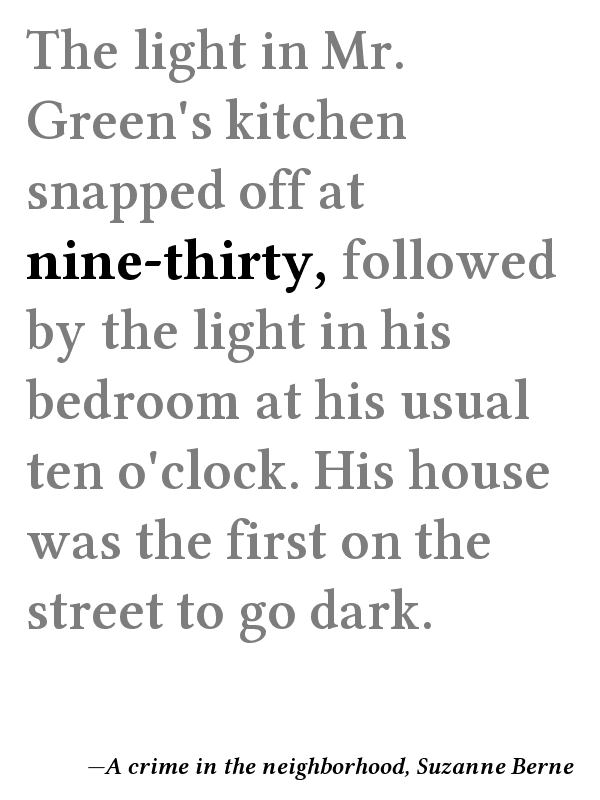 The light in Mr.
Green's kitchen
snapped off at
nine-thirty, followed
by the light in his
bedroom at his usual
ten o'clock. His house
was the first on the
street to go dark.
—A crime in the neighborhood, Suzanne Berne